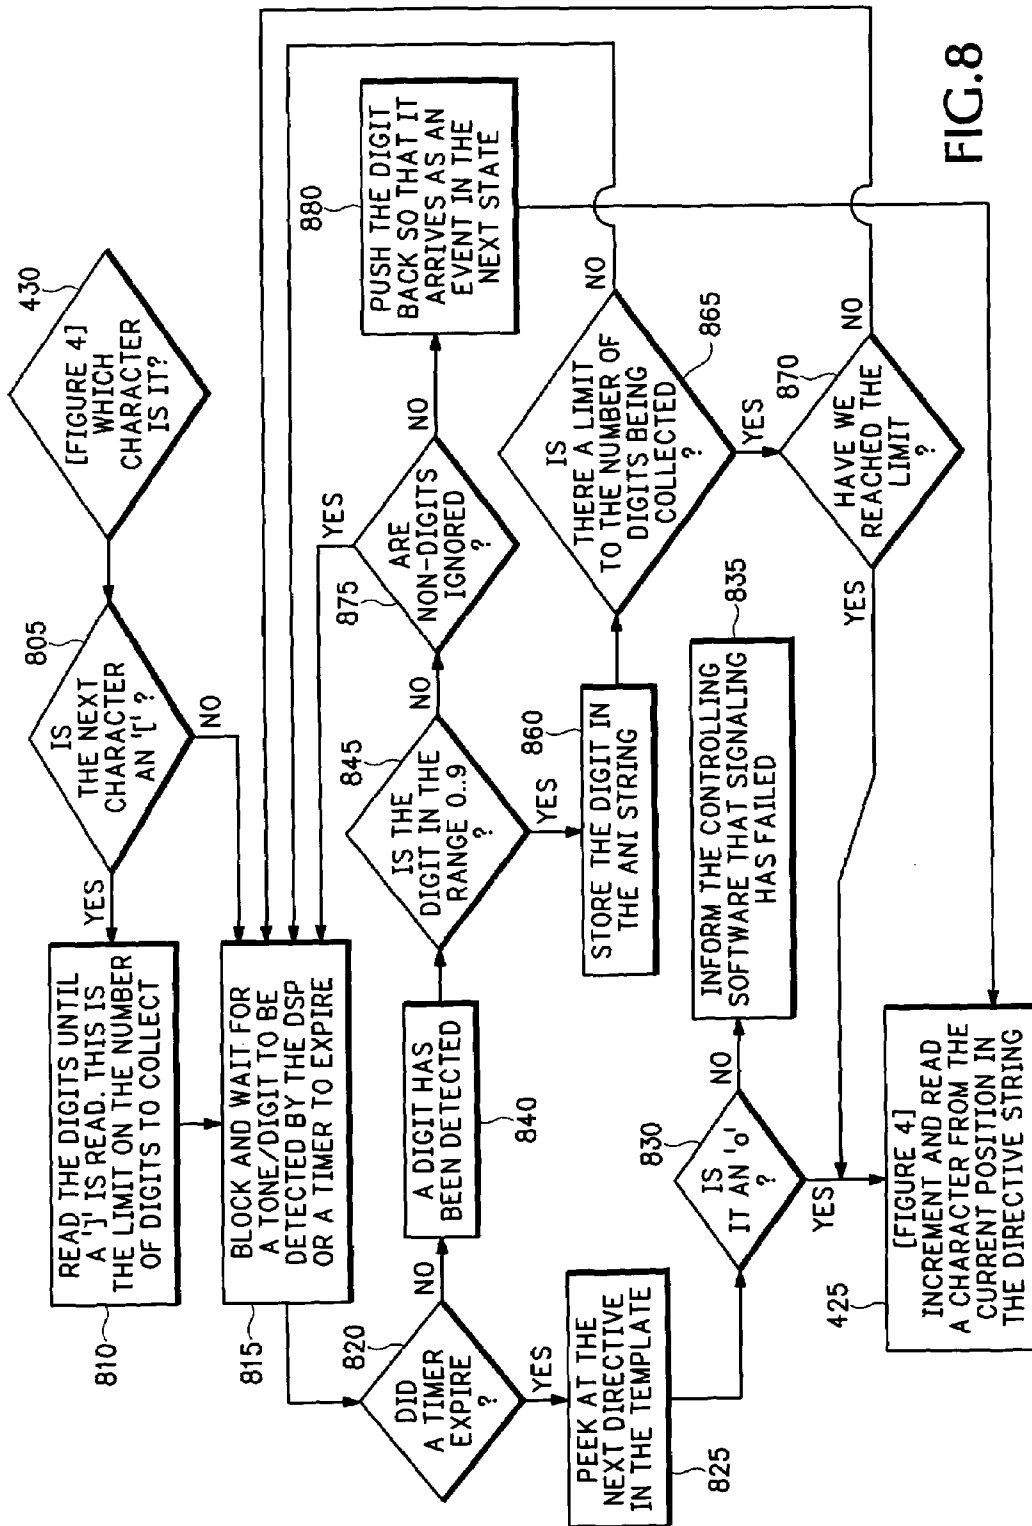 430
[FIGURE 4]
WHICH
CHARACTER
IS IT?
805
IS
THE NEXT
CHARACTER
AN '[' ?
YES
NO
810
READ THE DIGITS UNTIL
A ']' IS READ. THIS IS
THE LIMIT ON THE NUMBER
OF DIGITS TO COLLECT
815
BLOCK AND WAIT FOR
A TONE/DIGIT TO BE
DETECTED BY THE DSP
OR A TIMER TO EXPIRE
820
DID
A TIMER
EXPIRE
?
NO
YES
840
A DIGIT HAS
BEEN DETECTED
845
IS THE
DIGIT IN THE
RANGE 0..9
?
NO
YES
875
ARE
NON-DIGITS
IGNORED
?
YES
NO
880
PUSH THE DIGIT
BACK SO THAT IT
ARRIVES AS AN
EVENT IN THE
NEXT STATE
825
PEEK AT THE
NEXT DIRECTIVE
IN THE TEMPLATE
830
IS
IT AN 'o'
?
NO
YES
835
INFORM THE CONTROLLING
SOFTWARE THAT SIGNALING
HAS FAILED
860
STORE THE DIGIT IN
THE ANI STRING
865
IS
THERE A LIMIT
TO THE NUMBER OF
DIGITS BEING
COLLECTED
?
NO
YES
870
HAVE WE
REACHED THE
LIMIT
?
NO
YES
425
[FIGURE 4]
INCREMENT AND READ
A CHARACTER FROM THE
CURRENT POSITION IN
THE DIRECTIVE STRING
FIG.8